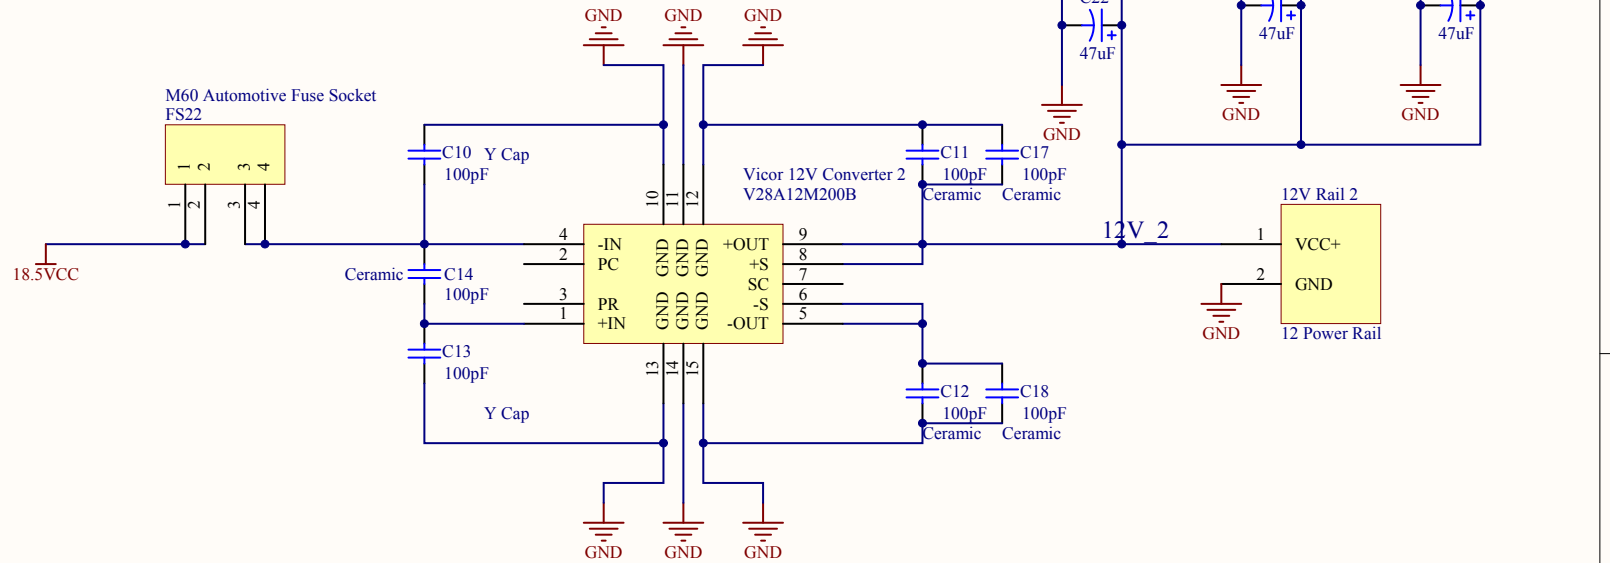 GND
GND
GND
C22
47uF
47uF
47uF
GND
GND
GND
M60 Automotive Fuse Socket
FS22
1
2
3
4
1
2
3
4
18.5VCC
C10
Y Cap
100pF
Ceramic
C14
100pF
C13
100pF
Y Cap
10
11
12
Vicor 12V Converter 2
V28A12M200B
4
2
3
1
-IN
PC
PR
+IN
GND
GND
GND
GND
GND
GND
+OUT
+S
SC
-S
-OUT
9
8
7
6
5
13
14
15
C11
100pF
Ceramic
C17
100pF
Ceramic
12V_2
12V Rail 2
1
VCC+
2
GND
GND
12 Power Rail
C12
100pF
Ceramic
C18
100pF
Ceramic
GND
GND
GND